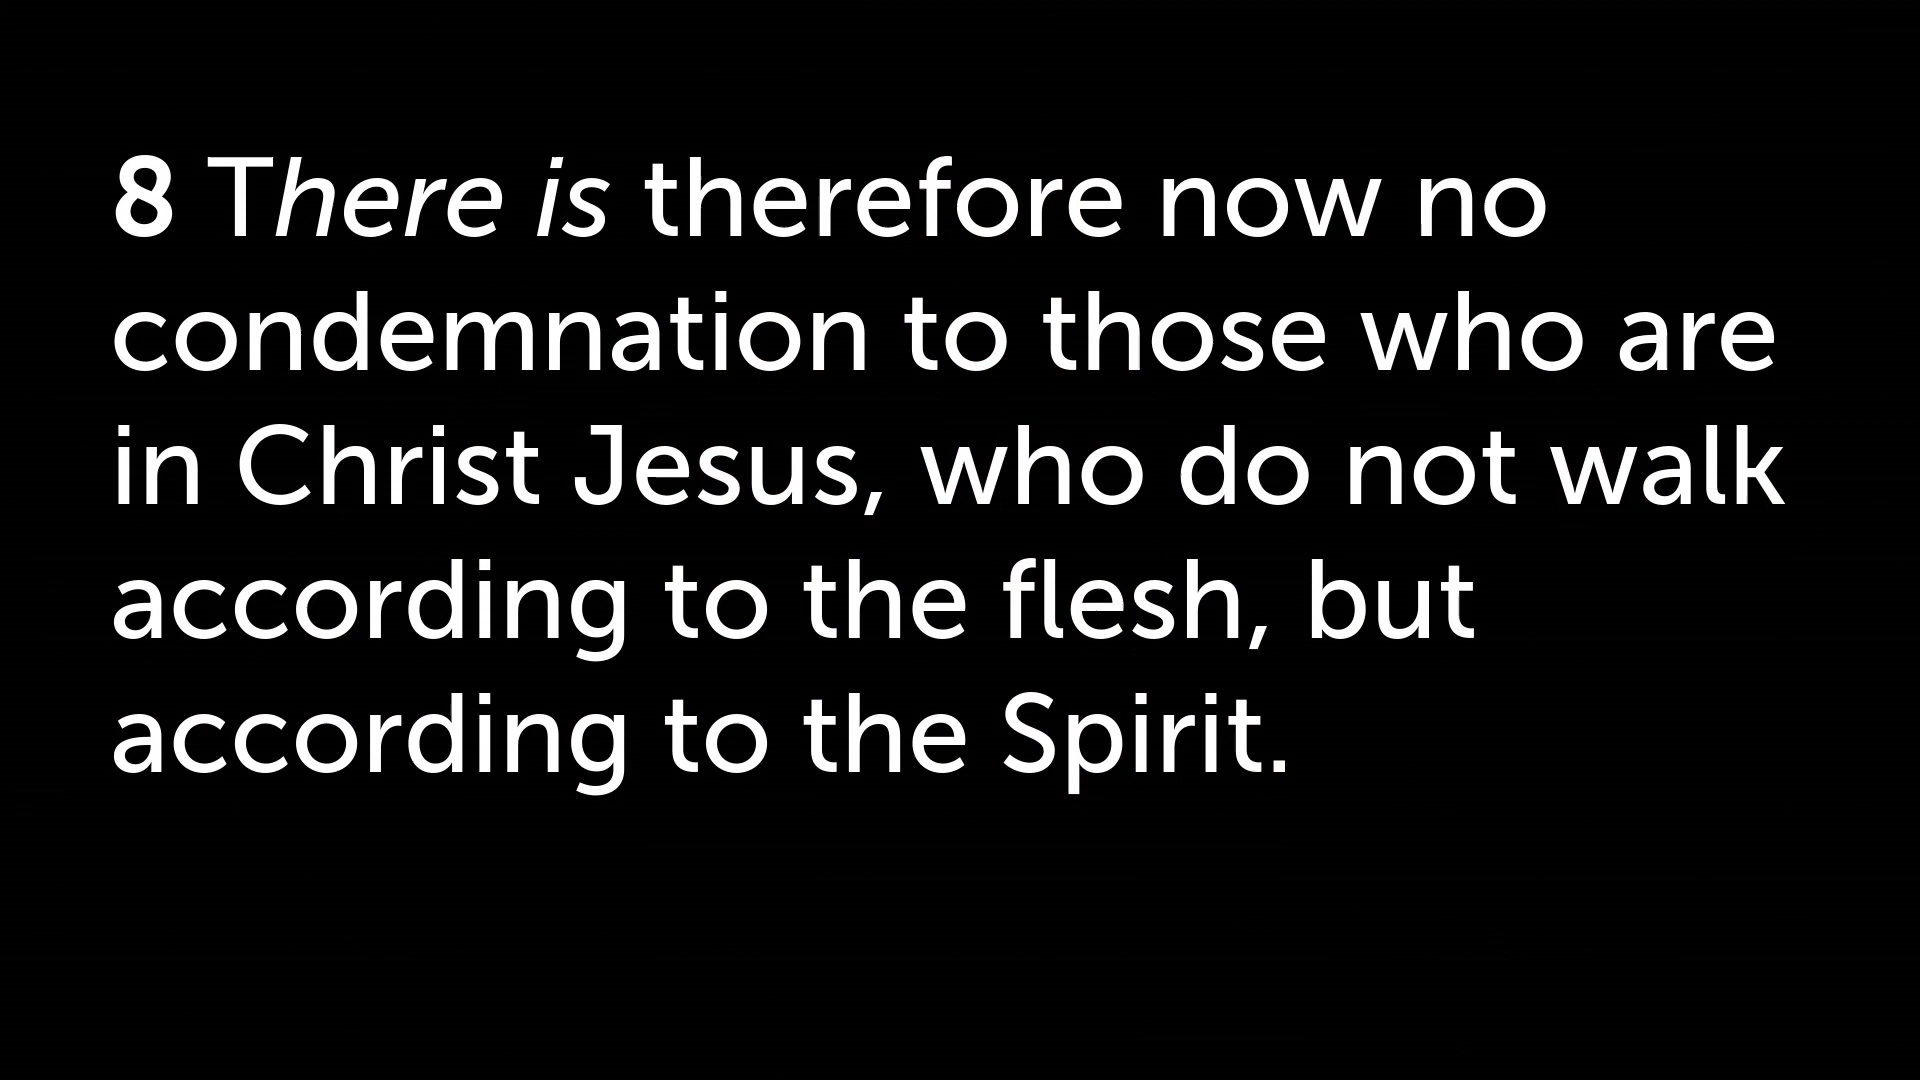 8 There is therefore now no
condemnation to those who are
in Christ Jesus, who do not walk
according to the flesh, but
according to the Spirit.